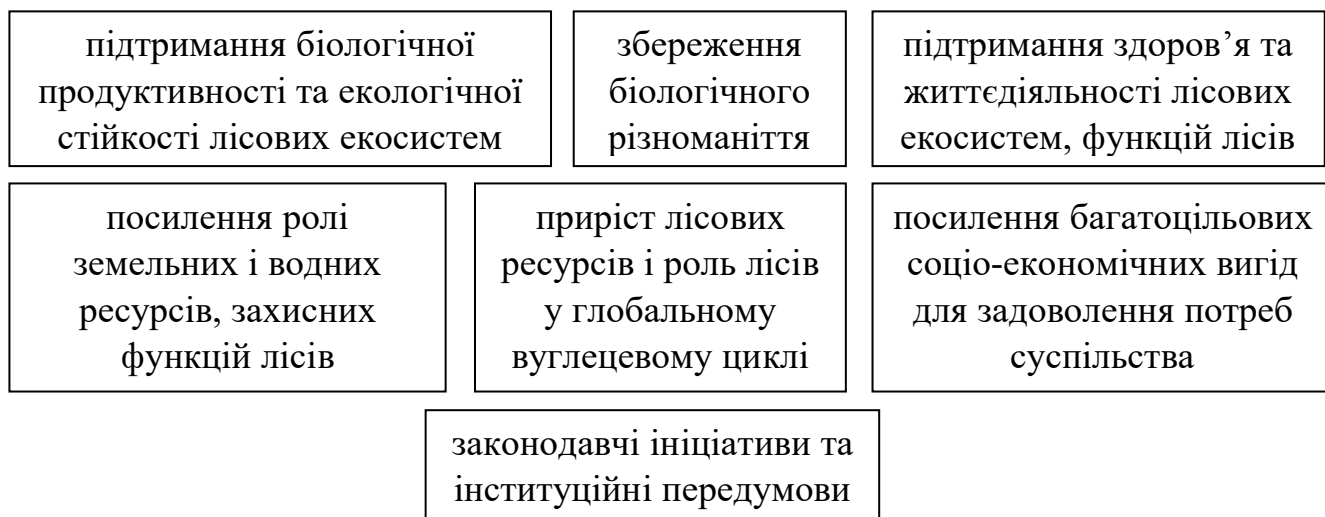 підтримання біологічної
продуктивності та екологічної
стійкості лісових екосистем
збереження
біологічного
різноманіття
підтримання здоров’я та
життєдіяльності лісових
екосистем, функцій лісів
посилення ролі
земельних і водних
ресурсів, захисних
функцій лісів
приріст лісових
ресурсів і роль лісів
у глобальному
вуглецевому циклі
посилення багатоцільових
соціо-економічних вигід
для задоволення потреб
суспільства
законодавчі ініціативи та
інституційні передумови